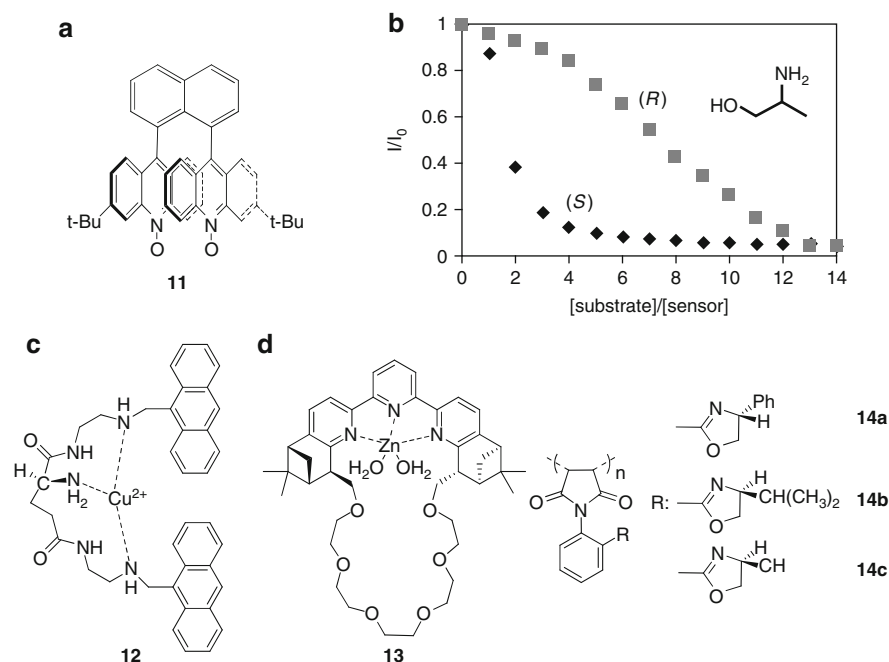 a
t-Bu
N
O
N
O
t-Bu
11
b
I/I0
1
0.8
0.6
0.4
0.2
0
0
2
4
6
8
10
12
14
[substrate]/[sensor]
(R)
(S)
NH2
HO
c
H
N
NH
O
H
C
N
H2
Cu2+
O
NH
N
H
12
d
N
N
N
Zn
H2O
OH2
O
O
O
O
O
O
13
( )n
O
N
O
R
R:
N
O
Ph
H
14a
N
O
H
CH(CH3)2
14b
N
O
H
CH
14c